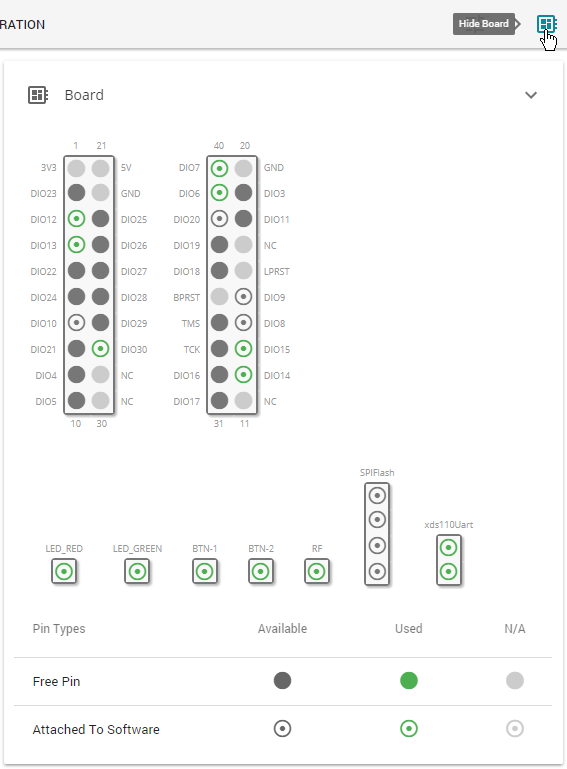 RATION
Hide Board
Board
1 21 40 20
3V3 5V DIO7 GND
DIO23 GND DIO6 DIO3
DIO12 DIO25 DIO20 DIO11
DIO13 DIO26 DIO19 NC
DIO22 DIO27 DIO18 LPRST
DIO24 DIO28 BPRST DIO9
DIO10 DIO29 TMS DIO8
DIO21 DIO30 TCK DIO15
DIO4 NC DIO16 DIO14
DIO5 NC DIO17 NC
10 30 31 11
SPIFlash
xds110Uart
LED_RED LED_GREEN BTN-1 BTN-2 RF
Pin Types Available Used N/A
Free Pin
Attached To Software